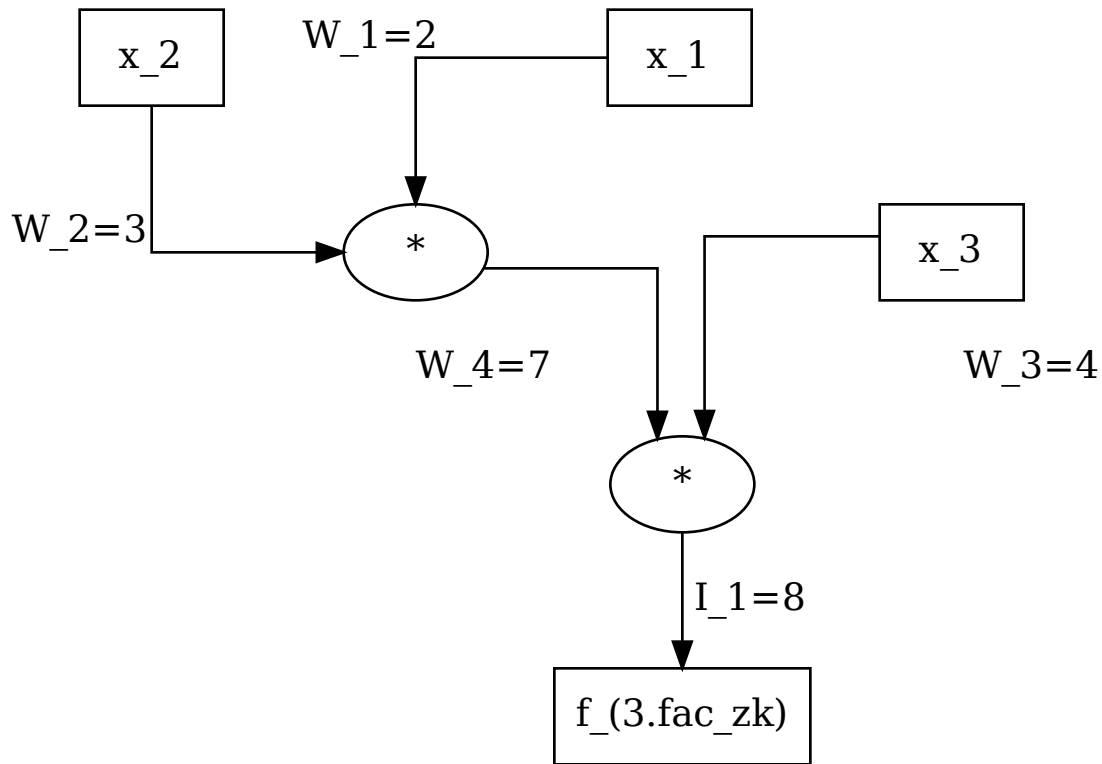 W_1=2
x_2
x_1
W_2=3
*
x_3
W_4=7
W_3=4
*
I_1=8
f_(3.fac_zk)